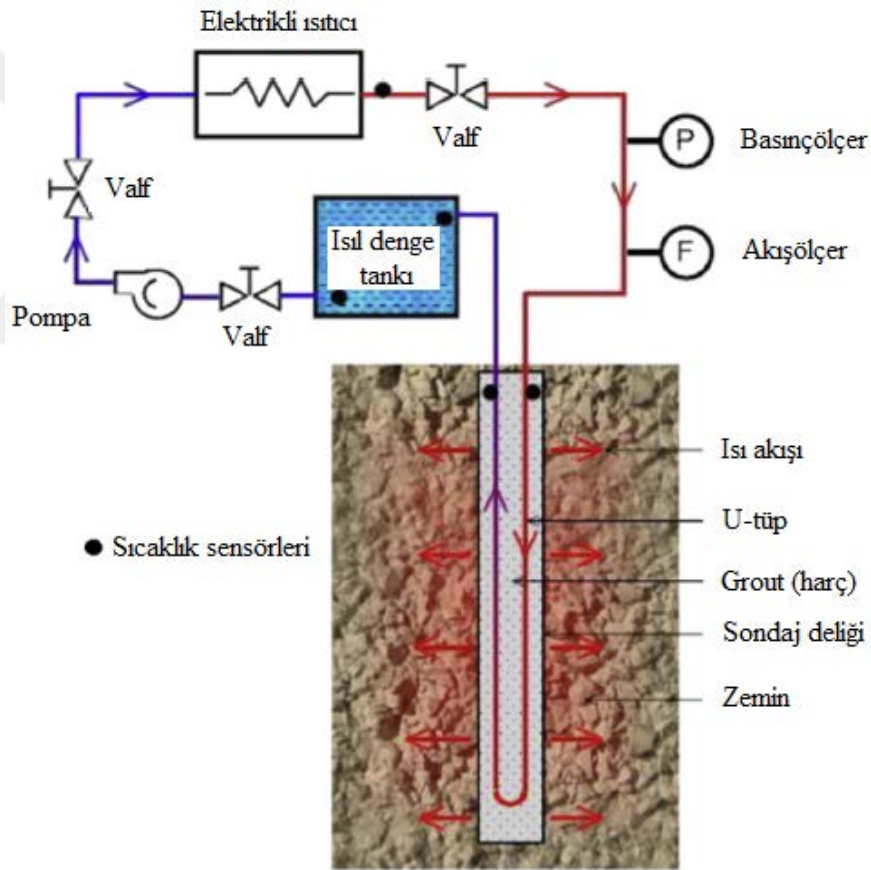 Elektrikli ısıtıcı
Valf
P
Basınçölçer
Valf
Isıl denge
tankı
F
Akışölçer
Pompa
Valf
Isı akışı
U-tüp
Sıcaklık sensörleri
Grout (harç)
Sondaj deliği
Zemin